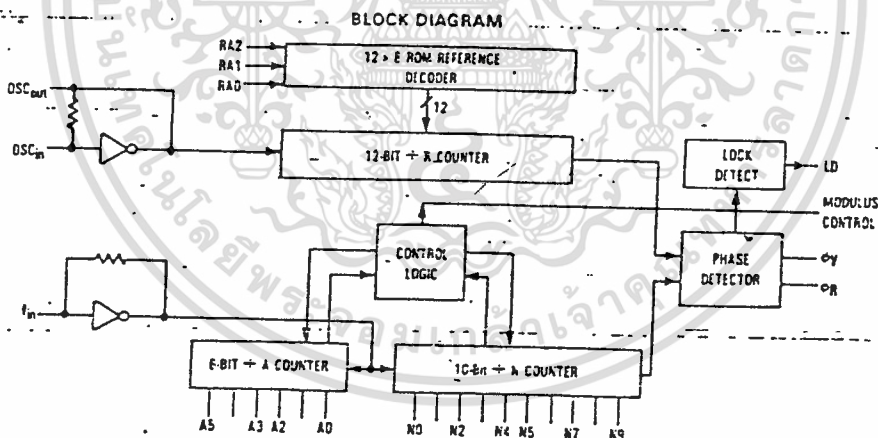 BLOCK DIAGRAM
RA2
RA1
RA0
12 × 8 ROM REFERENCE
DECODER
12
OSCout
OSCin
12-BIT ÷ R COUNTER
LOCK
DETECT
LD
MODULUS
CONTROL
CONTROL
LOGIC
PHASE
DETECTOR
φV
φR
fin
6-BIT ÷ A COUNTER
10-Bit ÷ N COUNTER
A5
A3
A2
A0
N0
N2
N4
N5
N7
N9